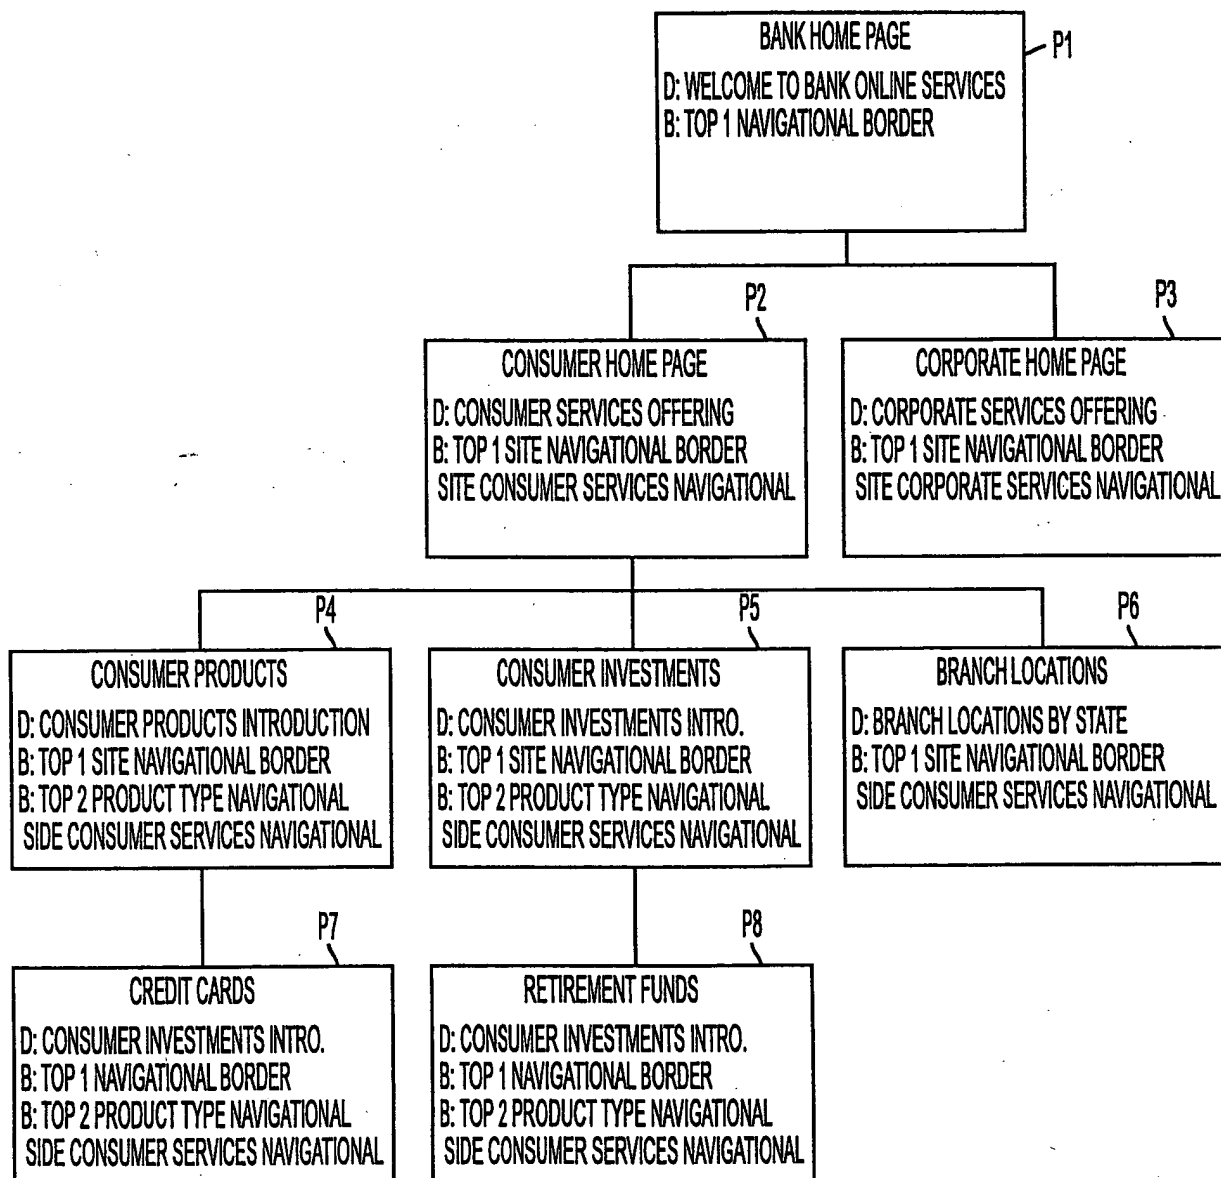 BANK HOME PAGE
P1
D: WELCOME TO BANK ONLINE SERVICES
B: TOP 1 NAVIGATIONAL BORDER
P2
CONSUMER HOME PAGE
D: CONSUMER SERVICES OFFERING
B: TOP 1 SITE NAVIGATIONAL BORDER
SITE CONSUMER SERVICES NAVIGATIONAL
P3
CORPORATE HOME PAGE
D: CORPORATE SERVICES OFFERING
B: TOP 1 SITE NAVIGATIONAL BORDER
SITE CORPORATE SERVICES NAVIGATIONAL
P4
CONSUMER PRODUCTS
D: CONSUMER PRODUCTS INTRODUCTION
B: TOP 1 SITE NAVIGATIONAL BORDER
B: TOP 2 PRODUCT TYPE NAVIGATIONAL
SIDE CONSUMER SERVICES NAVIGATIONAL
P5
CONSUMER INVESTMENTS
D: CONSUMER INVESTMENTS INTRO.
B: TOP 1 SITE NAVIGATIONAL BORDER
B: TOP 2 PRODUCT TYPE NAVIGATIONAL
SIDE CONSUMER SERVICES NAVIGATIONAL
P6
BRANCH LOCATIONS
D: BRANCH LOCATIONS BY STATE
B: TOP 1 SITE NAVIGATIONAL BORDER
SIDE CONSUMER SERVICES NAVIGATIONAL
P7
CREDIT CARDS
D: CONSUMER INVESTMENTS INTRO.
B: TOP 1 NAVIGATIONAL BORDER
B: TOP 2 PRODUCT TYPE NAVIGATIONAL
SIDE CONSUMER SERVICES NAVIGATIONAL
P8
RETIREMENT FUNDS
D: CONSUMER INVESTMENTS INTRO.
B: TOP 1 NAVIGATIONAL BORDER
B: TOP 2 PRODUCT TYPE NAVIGATIONAL
SIDE CONSUMER SERVICES NAVIGATIONAL